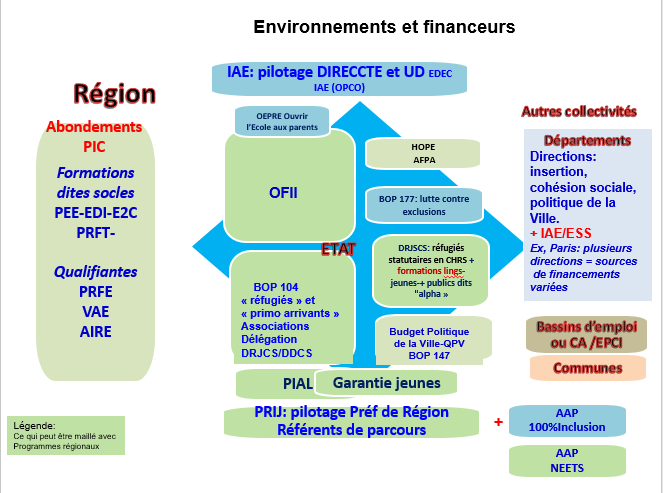 Environnements et financeurs
IAE: pilotage DIRECCTE et UD EDEC
IAE (OPCO)
Région
Abondements
PIC
Formations
dites socles
PEE-EDI-E2C
PRFT-
Qualifiantes
PRFE
VAE
AIRE
OEPRE Ouvrir
l'Ecole aux parents
OFII
HOPE
AFPA
BOP 177: lutte contre
exclusions
ETAT
DRJSCS: réfugiés
statutaires en CHRS +
formations lings-
jeunes-+ publics dits
"alpha »
BOP 104
« réfugiés » et
« primo arrivants »
Associations
Délégation
DRJCS/DDCS
Budget Politique
de la Ville-QPV
BOP 147
PIAL
Garantie jeunes
PRIJ: pilotage Préf de Région
Référents de parcours
Autres collectivités
Départements
Directions:
insertion,
cohésion sociale,
politique de la
Ville.
+ IAE/ESS
Ex, Paris: plusieurs
directions = sources
de financements
variées
Bassins d'emploi
ou CA /EPCI
Communes
+
AAP
100%Inclusion
AAP
NEETS
Légende:
Ce qui peut être maillé avec
Programmes régionaux